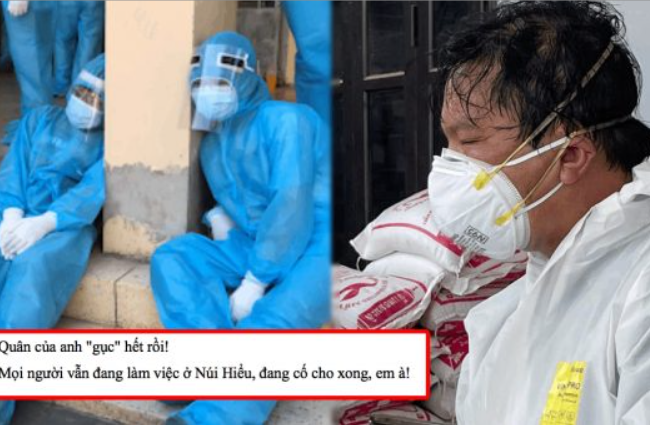 Quân của anh "gục" hết rồi!
Mọi người vẫn đang làm việc ở Núi Hiểu, đang cố cho xong, em à!